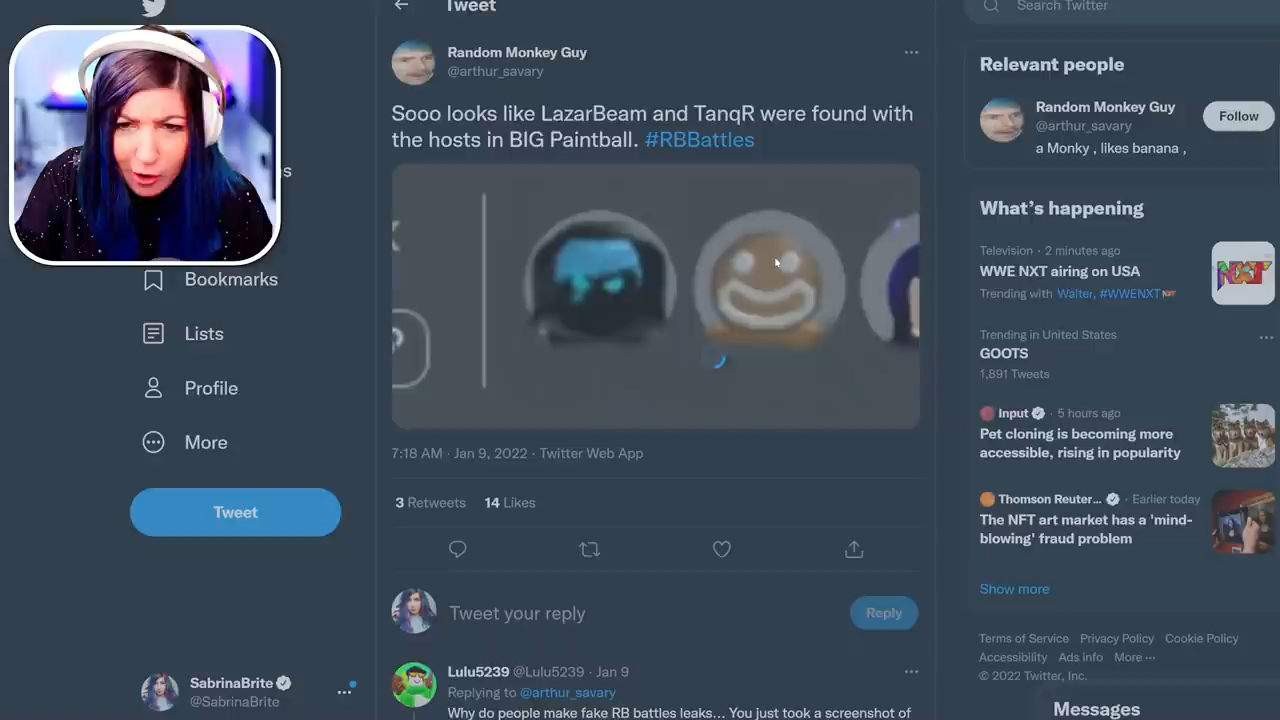 Tweet
Search Twitter
Random Monkey Guy
@arthur_savary
Sooo looks like LazarBeam and TanqR were found with
the hosts in BIG Paintball. #RBBattles
7:18 AM · Jan 9, 2022 · Twitter Web App
3 Retweets 14 Likes
Tweet your reply
Reply
Lulu5239 @Lulu5239 · Jan 9
Replying to @arthur_savary
Why do people make fake RB battles leaks... You just took a screenshot of
s
Bookmarks
Lists
Profile
More
Tweet
SabrinaBrite
@SabrinaBrite
Relevant people
Random Monkey Guy
@arthur_savary
Follow
a Monky , likes banana ,
What's happening
Television · 2 minutes ago
WWE NXT airing on USA
Trending with Walter, #WWENXT
NXT
Trending in United States
GOOTS
1,891 Tweets
Input · 5 hours ago
Pet cloning is becoming more
accessible, rising in popularity
Thomson Reuter... · Earlier today
The NFT art market has a 'mind-
blowing' fraud problem
Show more
Terms of Service Privacy Policy Cookie Policy
Accessibility Ads info More ···
© 2022 Twitter, Inc.
Messages